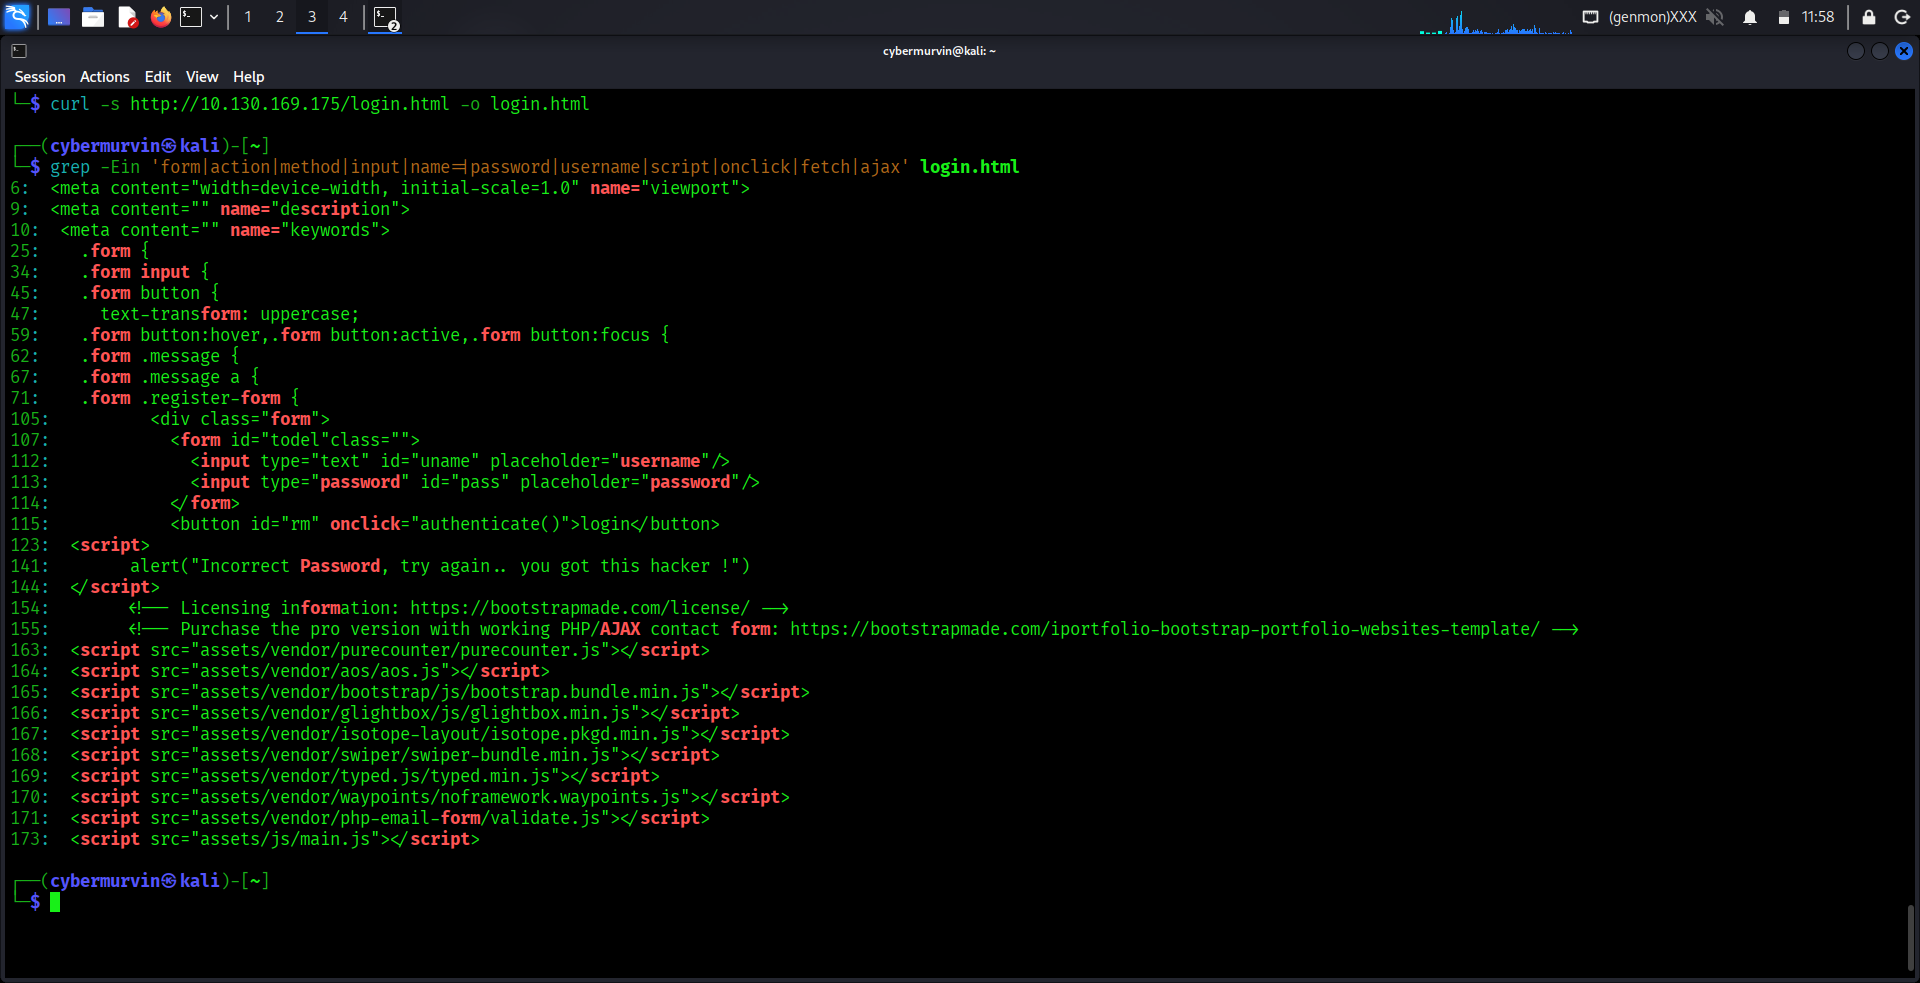 1 2 3 4 2 (genmon)XXX 11:58
cybermurvin@kali: ~
Session Actions Edit View Help
└─$ curl -s http://10.130.169.175/login.html -o login.html
┌──(cybermurvin㉿kali)-[~]
└─$ grep -Ein 'form|action|method|input|name=|password|username|script|onclick|fetch|ajax' login.html
6:  <meta content="width=device-width, initial-scale=1.0" name="viewport">
9:  <meta content="" name="description">
10:  <meta content="" name="keywords">
25:    .form {
34:    .form input {
45:    .form button {
47:      text-transform: uppercase;
59:    .form button:hover,.form button:active,.form button:focus {
62:    .form .message {
67:    .form .message a {
71:    .form .register-form {
105:          <div class="form">
107:            <form id="todel"class="">
112:              <input type="text" id="uname" placeholder="username"/>
113:              <input type="password" id="pass" placeholder="password"/>
114:            </form>
115:            <button id="rm" onclick="authenticate()">login</button>
123:  <script>
141:        alert("Incorrect Password, try again.. you got this hacker !")
144:  </script>
154:        <!-- Licensing information: https://bootstrapmade.com/license/ -->
155:        <!-- Purchase the pro version with working PHP/AJAX contact form: https://bootstrapmade.com/iportfolio-bootstrap-portfolio-websites-template/ -->
163:  <script src="assets/vendor/purecounter/purecounter.js"></script>
164:  <script src="assets/vendor/aos/aos.js"></script>
165:  <script src="assets/vendor/bootstrap/js/bootstrap.bundle.min.js"></script>
166:  <script src="assets/vendor/glightbox/js/glightbox.min.js"></script>
167:  <script src="assets/vendor/isotope-layout/isotope.pkgd.min.js"></script>
168:  <script src="assets/vendor/swiper/swiper-bundle.min.js"></script>
169:  <script src="assets/vendor/typed.js/typed.min.js"></script>
170:  <script src="assets/vendor/waypoints/noframework.waypoints.js"></script>
171:  <script src="assets/vendor/php-email-form/validate.js"></script>
173:  <script src="assets/js/main.js"></script>
┌──(cybermurvin㉿kali)-[~]
└─$